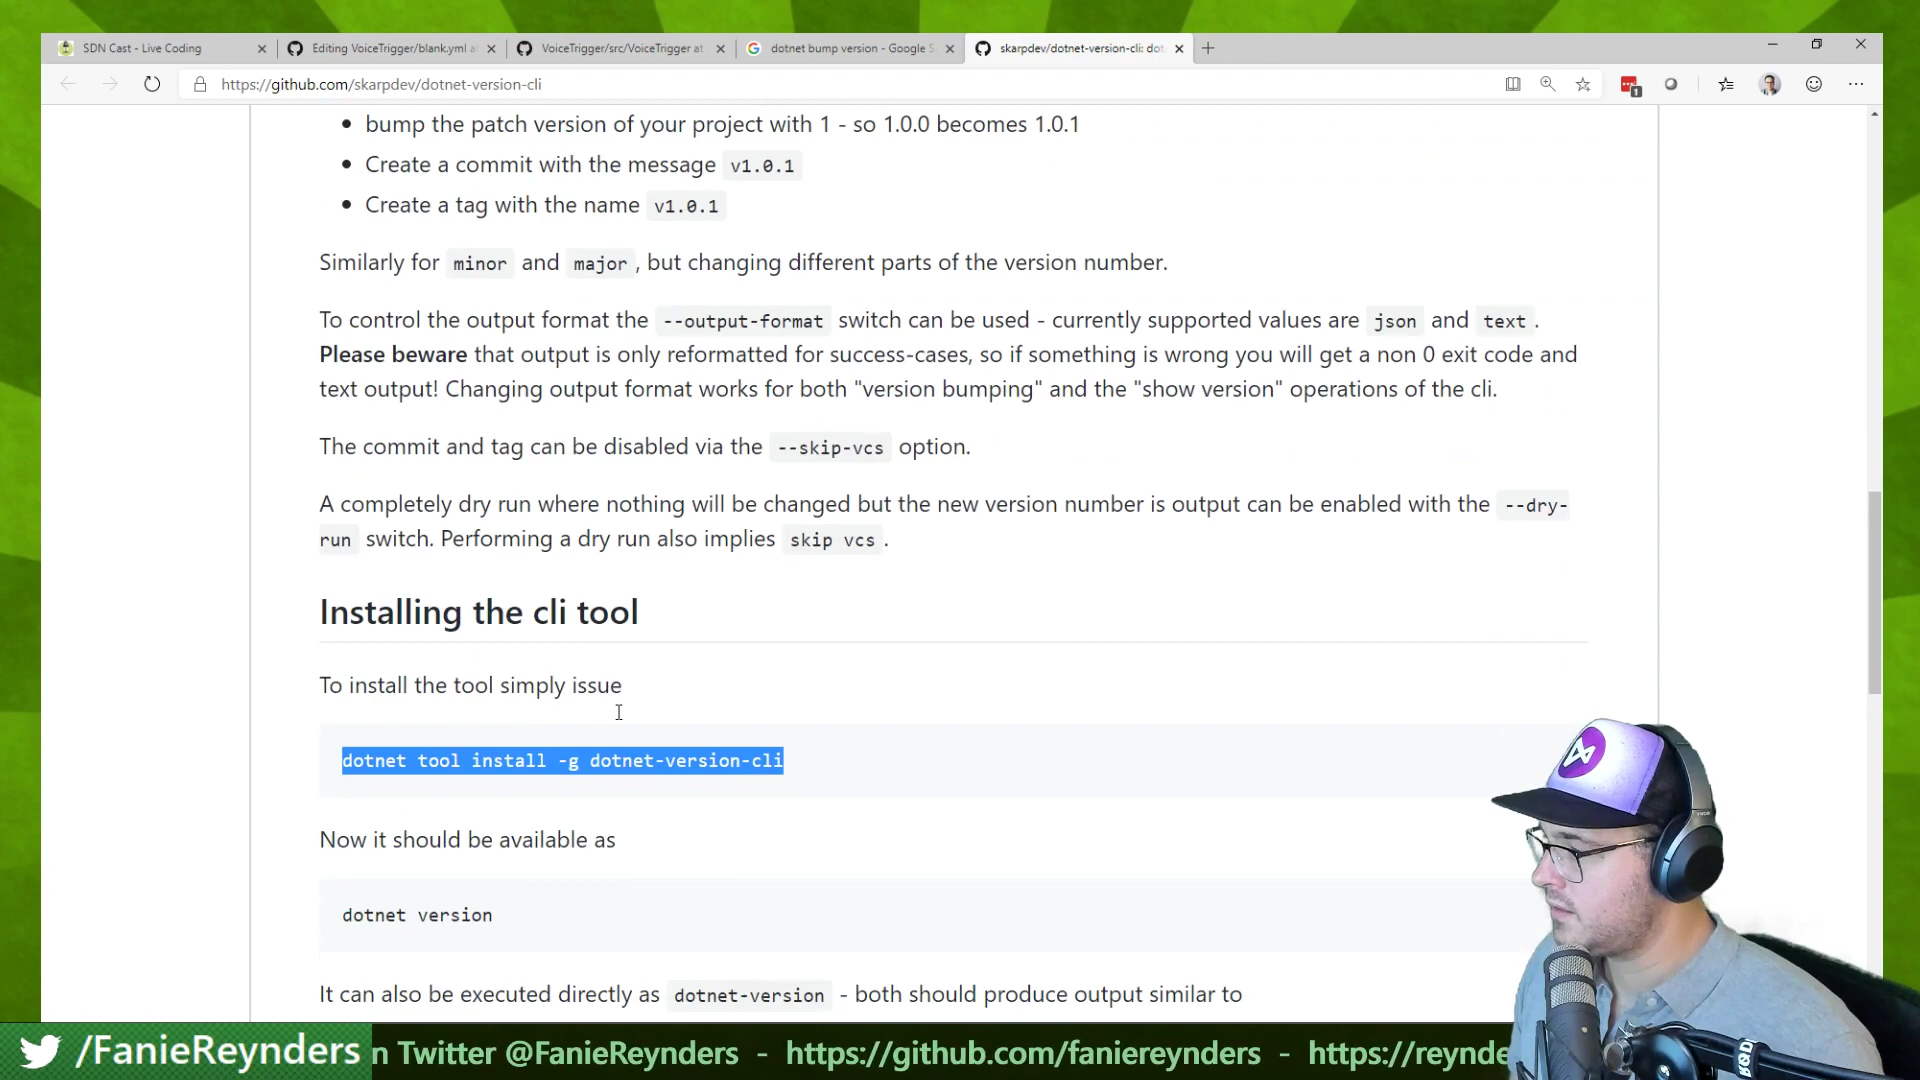 SDN Cast - Live Coding
Editing VoiceTrigger/blank.yml a
VoiceTrigger/src/VoiceTrigger at
dotnet bump version - Google S
skarpdev/dotnet-version-cli: dot
https://github.com/skarpdev/dotnet-version-cli
bump the patch version of your project with 1 - so 1.0.0 becomes 1.0.1
Create a commit with the message v1.0.1
Create a tag with the name v1.0.1
Similarly for minor and major , but changing different parts of the version number.
To control the output format the --output-format switch can be used - currently supported values are json and text .
Please beware that output is only reformatted for success-cases, so if something is wrong you will get a non 0 exit code and
text output! Changing output format works for both "version bumping" and the "show version" operations of the cli.
The commit and tag can be disabled via the --skip-vcs option.
A completely dry run where nothing will be changed but the new version number is output can be enabled with the --dry-
run switch. Performing a dry run also implies skip vcs .
Installing the cli tool
To install the tool simply issue
dotnet tool install -g dotnet-version-cli
Now it should be available as
dotnet version
It can also be executed directly as dotnet-version - both should produce output similar to
/FanieReynders n Twitter @FanieReynders - https://github.com/faniereynders - https://reynde